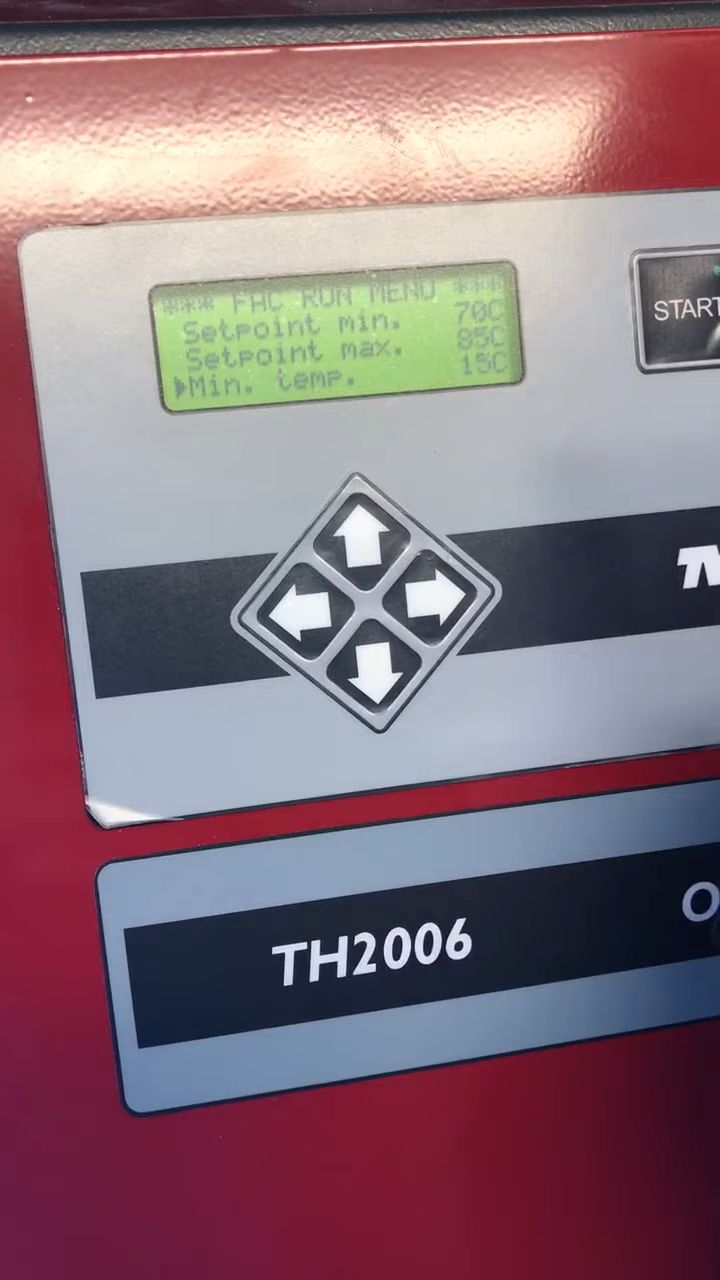 *** FAC RUN MENU ***
Setpoint min. 70C
Setpoint max. 85C
Min. temp. 15C
START
TH2006